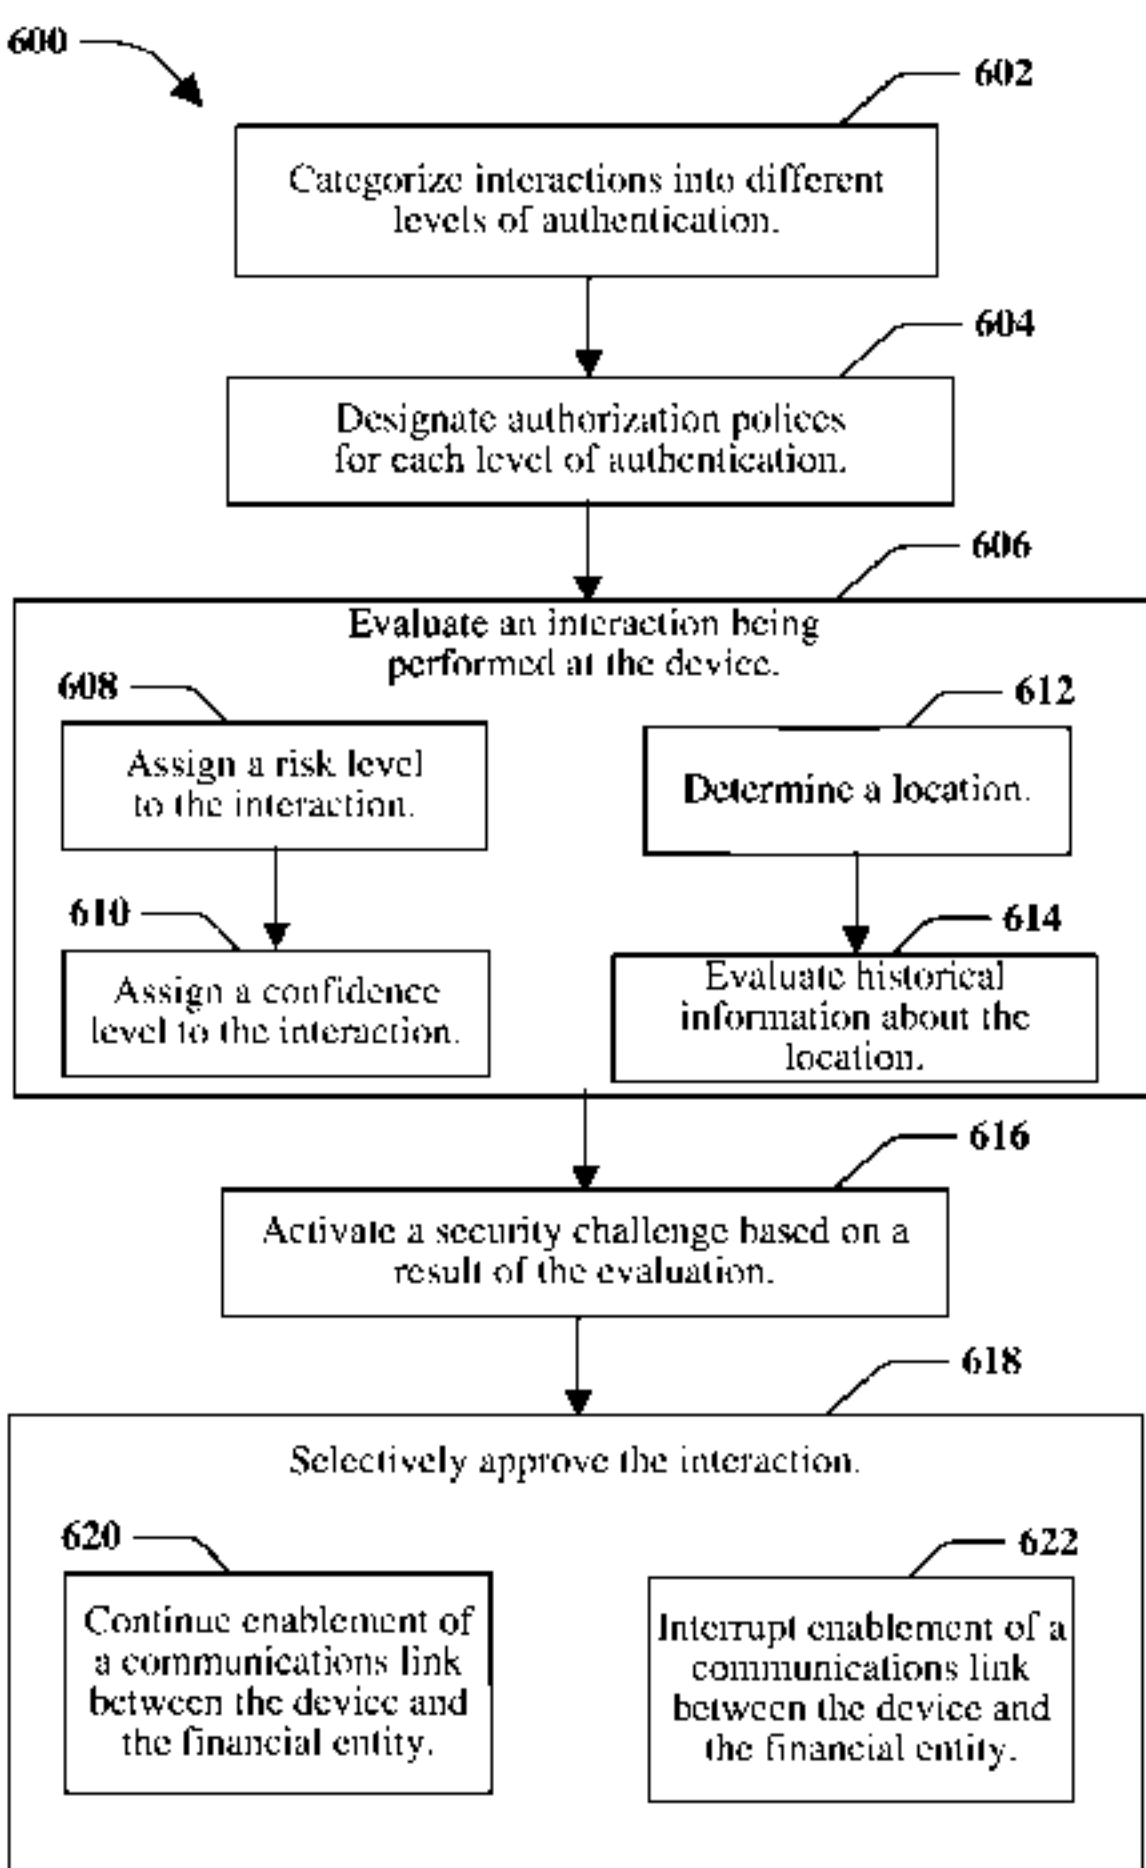 600
602
Categorize interactions into different
levels of authentication.
604
Designate authorization polices
for each level of authentication.
606
Evaluate an interaction being
performed at the device.
608
Assign a risk level
to the interaction.
610
Assign a confidence
level to the interaction.
612
Determine a location.
614
Evaluate historical
information about the
location.
616
Activate a security challenge based on a
result of the evaluation.
618
Selectively approve the interaction.
620
Continue enablement of
a communications link
between the device and
the financial entity.
622
Interrupt enablement of a
communications link
between the device and
the financial entity.